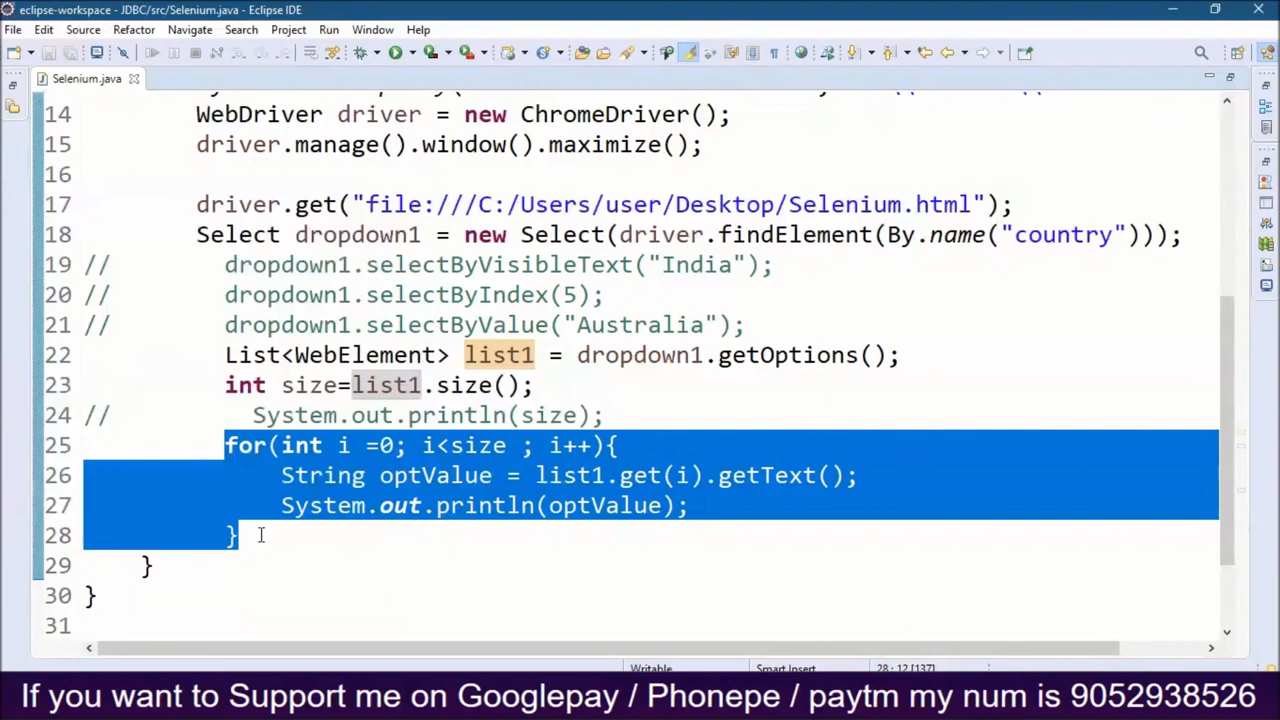 eclipse-workspace - JDBC/src/Selenium.java - Eclipse IDE
File Edit Source Refactor Navigate Search Project Run Window Help
Selenium.java
14 WebDriver driver = new ChromeDriver();
15 driver.manage().window().maximize();
16
17 driver.get("file:///C:/Users/user/Desktop/Selenium.html");
18 Select dropdown1 = new Select(driver.findElement(By.name("country")));
19 // dropdown1.selectByVisibleText("India");
20 // dropdown1.selectByIndex(5);
21 // dropdown1.selectByValue("Australia");
22 List<WebElement> list1 = dropdown1.getOptions();
23 int size=list1.size();
24 // System.out.println(size);
25 for(int i =0; i<size ; i++){
26 String optValue = list1.get(i).getText();
27 System.out.println(optValue);
28 }
29 }
30 }
31
Writable Smart Insert 28 : 12 [137]
If you want to Support me on Googlepay / Phonepe / paytm my num is 9052938526